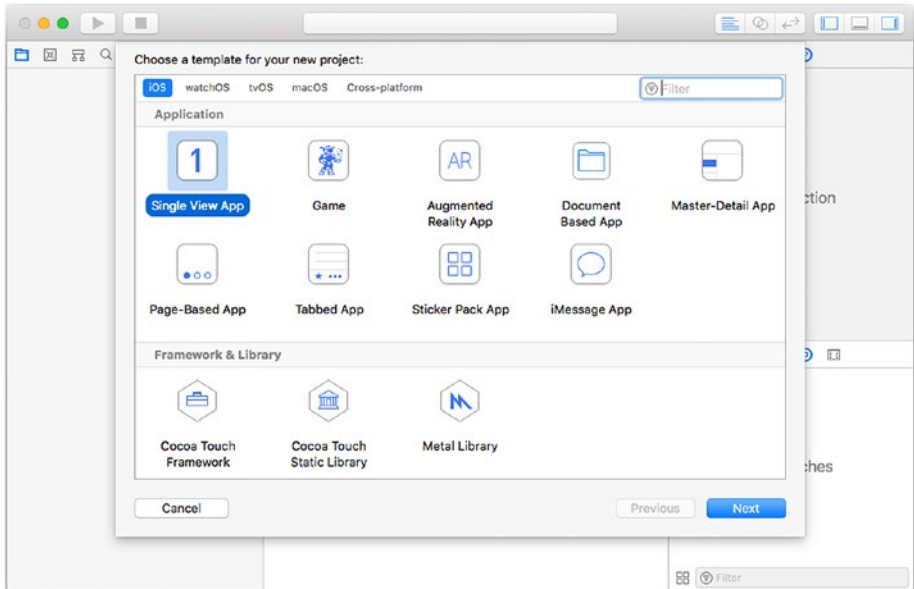 Choose a template for your new project:
iOS watchOS tvOS macOS Cross-platform Filter
Application
1 AR
Single View App Game Augmented Reality App Document Based App Master-Detail App
ction
Page-Based App Tabbed App Sticker Pack App iMessage App
Framework & Library
Cocoa Touch Framework Cocoa Touch Static Library Metal Library
ches
Cancel Previous Next
Filter